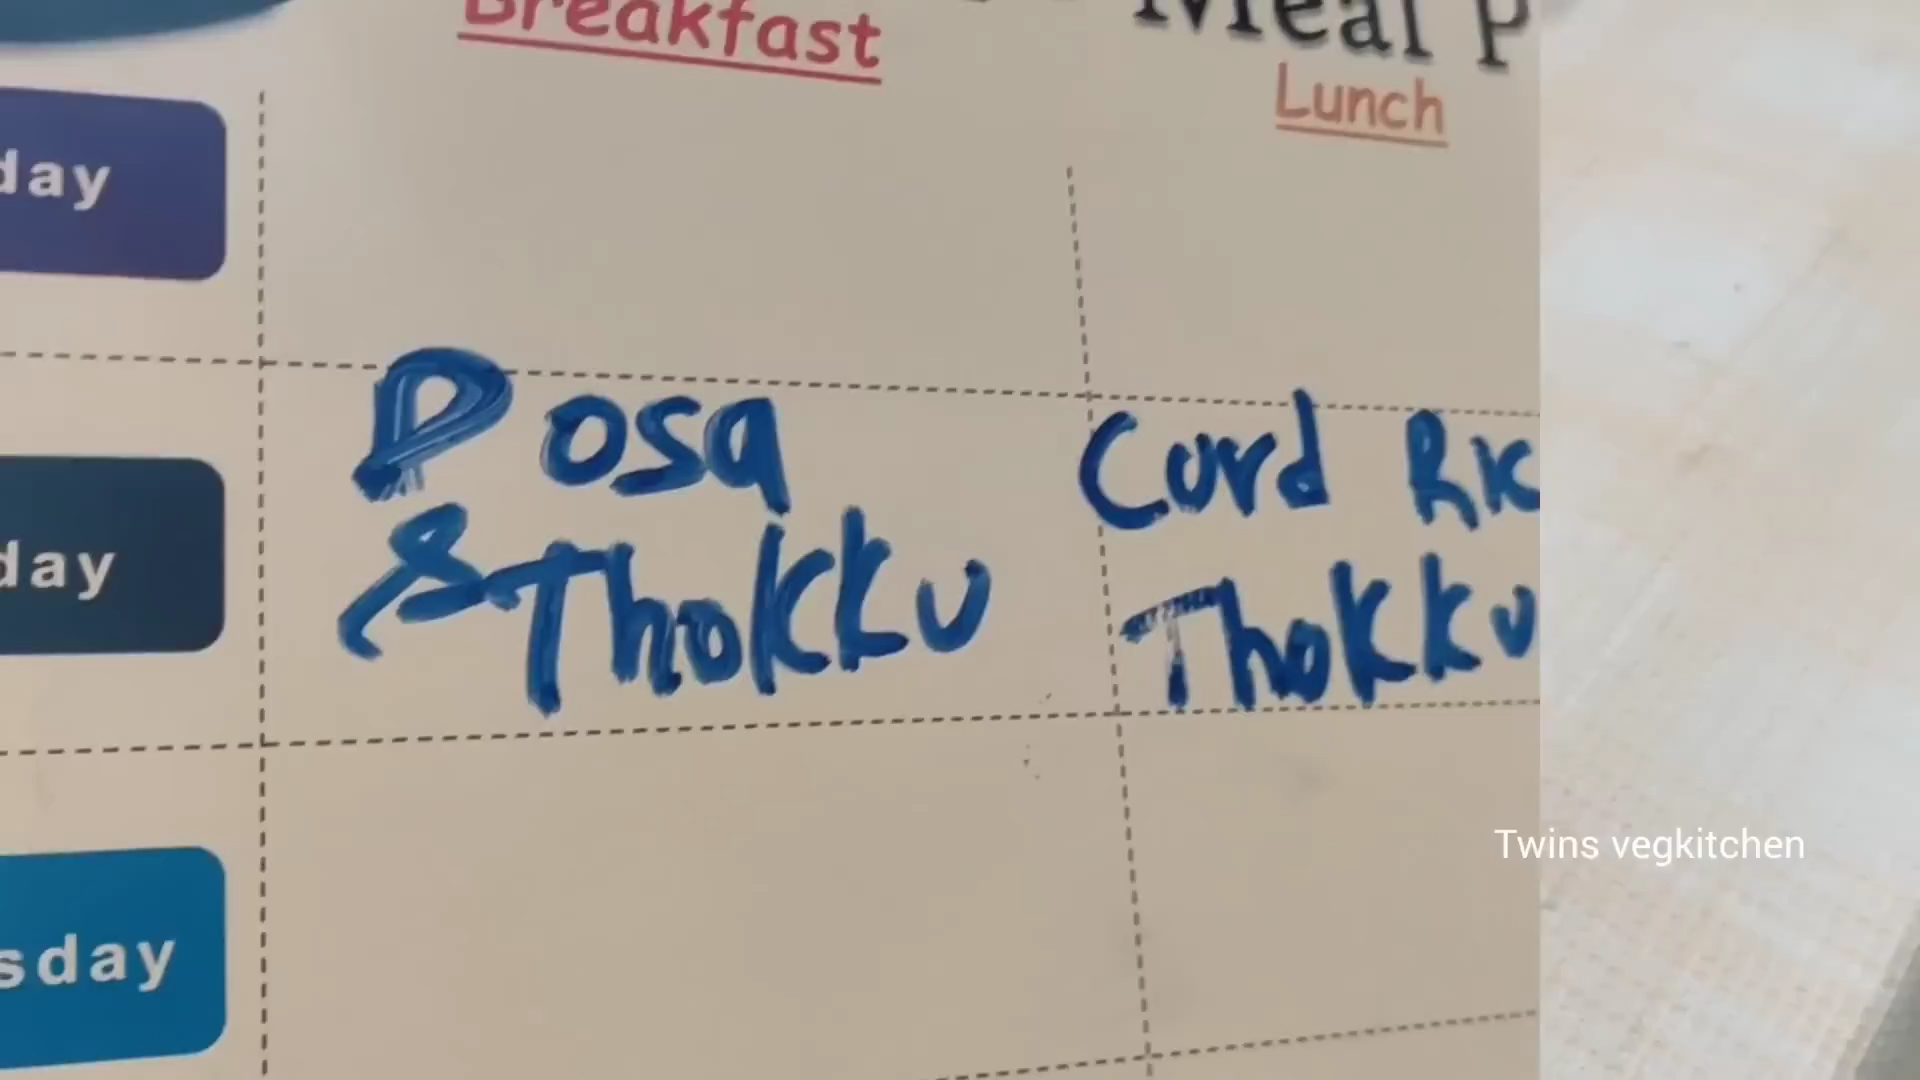 Breakfast
Meal P
Lunch
day
Dosa
& Thokku
Curd Ric
Thokku
day
sday
Twins vegkitchen